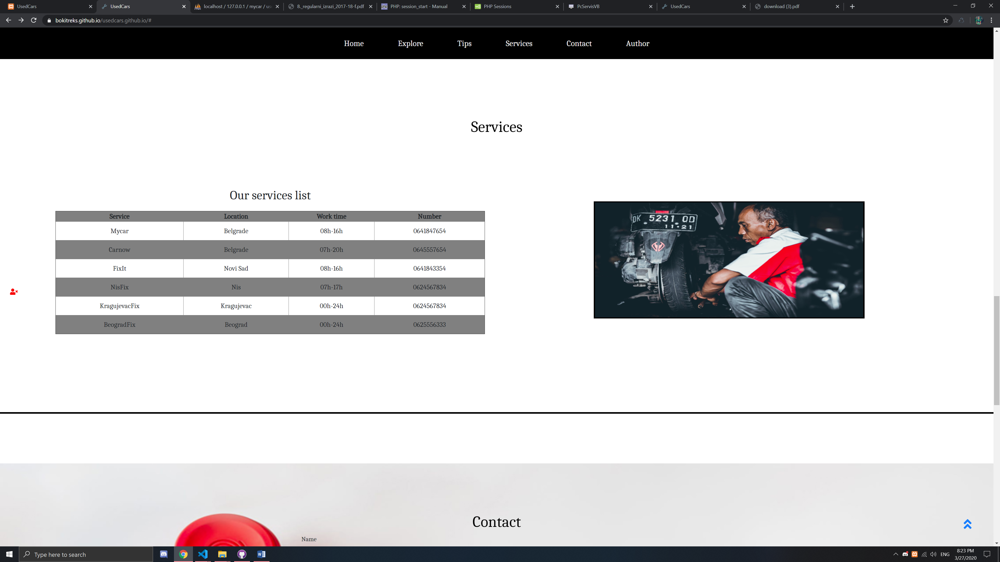 UsedCars UsedCars localhost / 127.0.0.1 / mycar / us 8._regularni_izrazi_2017-18-f.pdf PHP: session_start - Manual PHP Sessions PcServisVB UsedCars download (3).pdf
bokitreks.github.io/usedcars.github.io/#
Home Explore Tips Services Contact Author
Services
Our services list
Service Location Work time Number
Mycar Belgrade 08h-16h 0641847654
Carnow Belgrade 07h-20h 0645557654
FixIt Novi Sad 08h-16h 0641843354
NisFix Nis 07h-17h 0624567834
KragujevacFix Kragujevac 00h-24h 0624567834
BeogradFix Beograd 00h-24h 0625556333
DK 5231 OD
11·21
Contact
Name
Type here to search
ENG
8:23 PM
3/27/2020